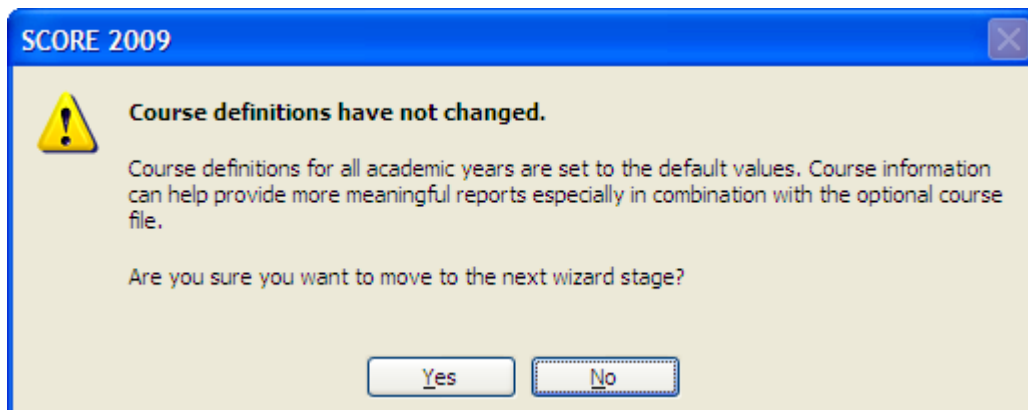 SCORE 2009
Course definitions have not changed.
Course definitions for all academic years are set to the default values. Course information
can help provide more meaningful reports especially in combination with the optional course
file.
Are you sure you want to move to the next wizard stage?
Yes
No